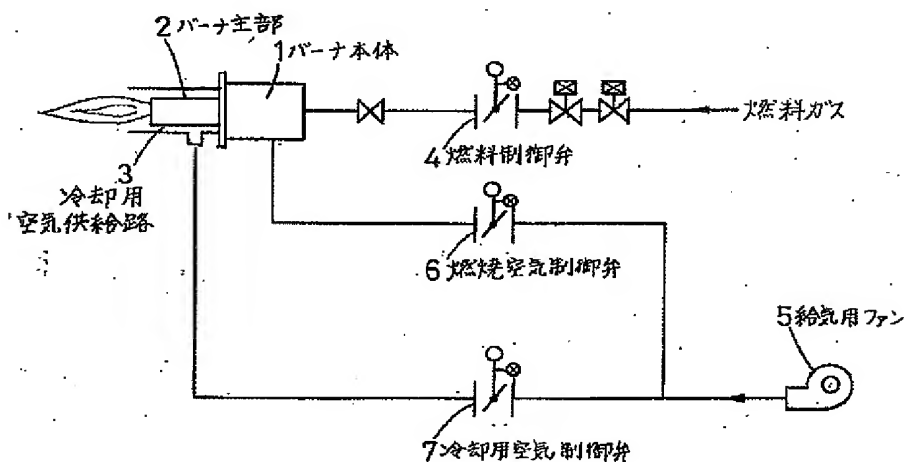 2 バーナ主部
1 バーナ本体
燃料ガス
4 燃料制御弁
3
冷却用
空気供給路
6 燃焼空気制御弁
5 給気用ファン
7 冷却用空気制御弁